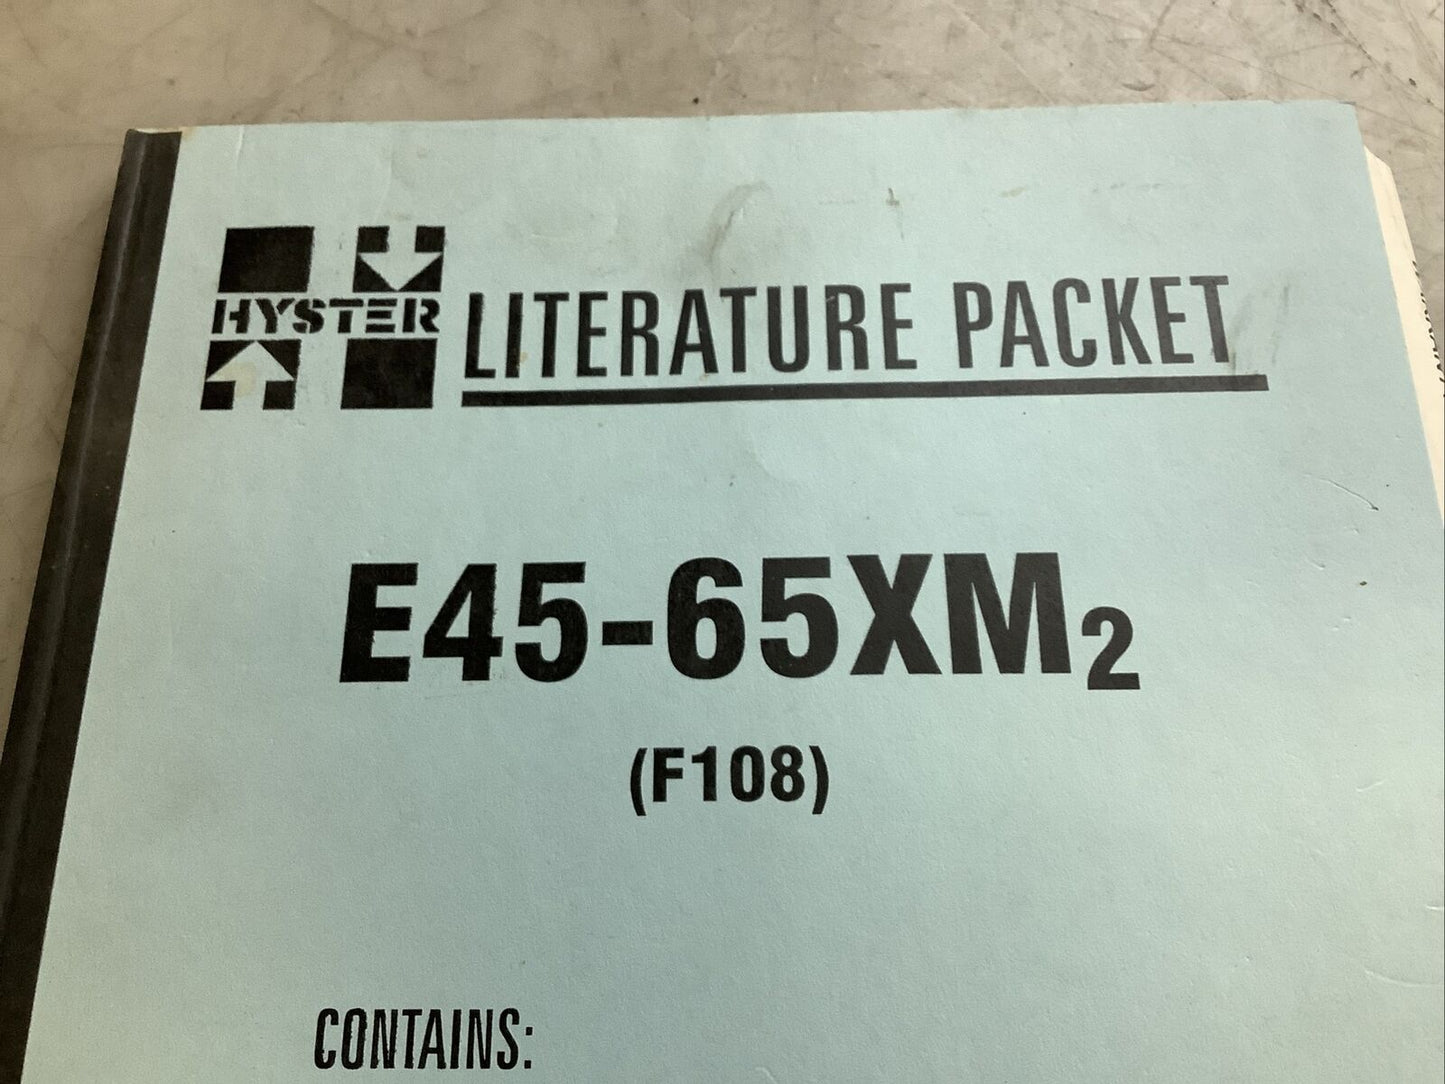 HYSTER LITERATURE PACKET
E45-65XM2
(F108)
CONTAINS: